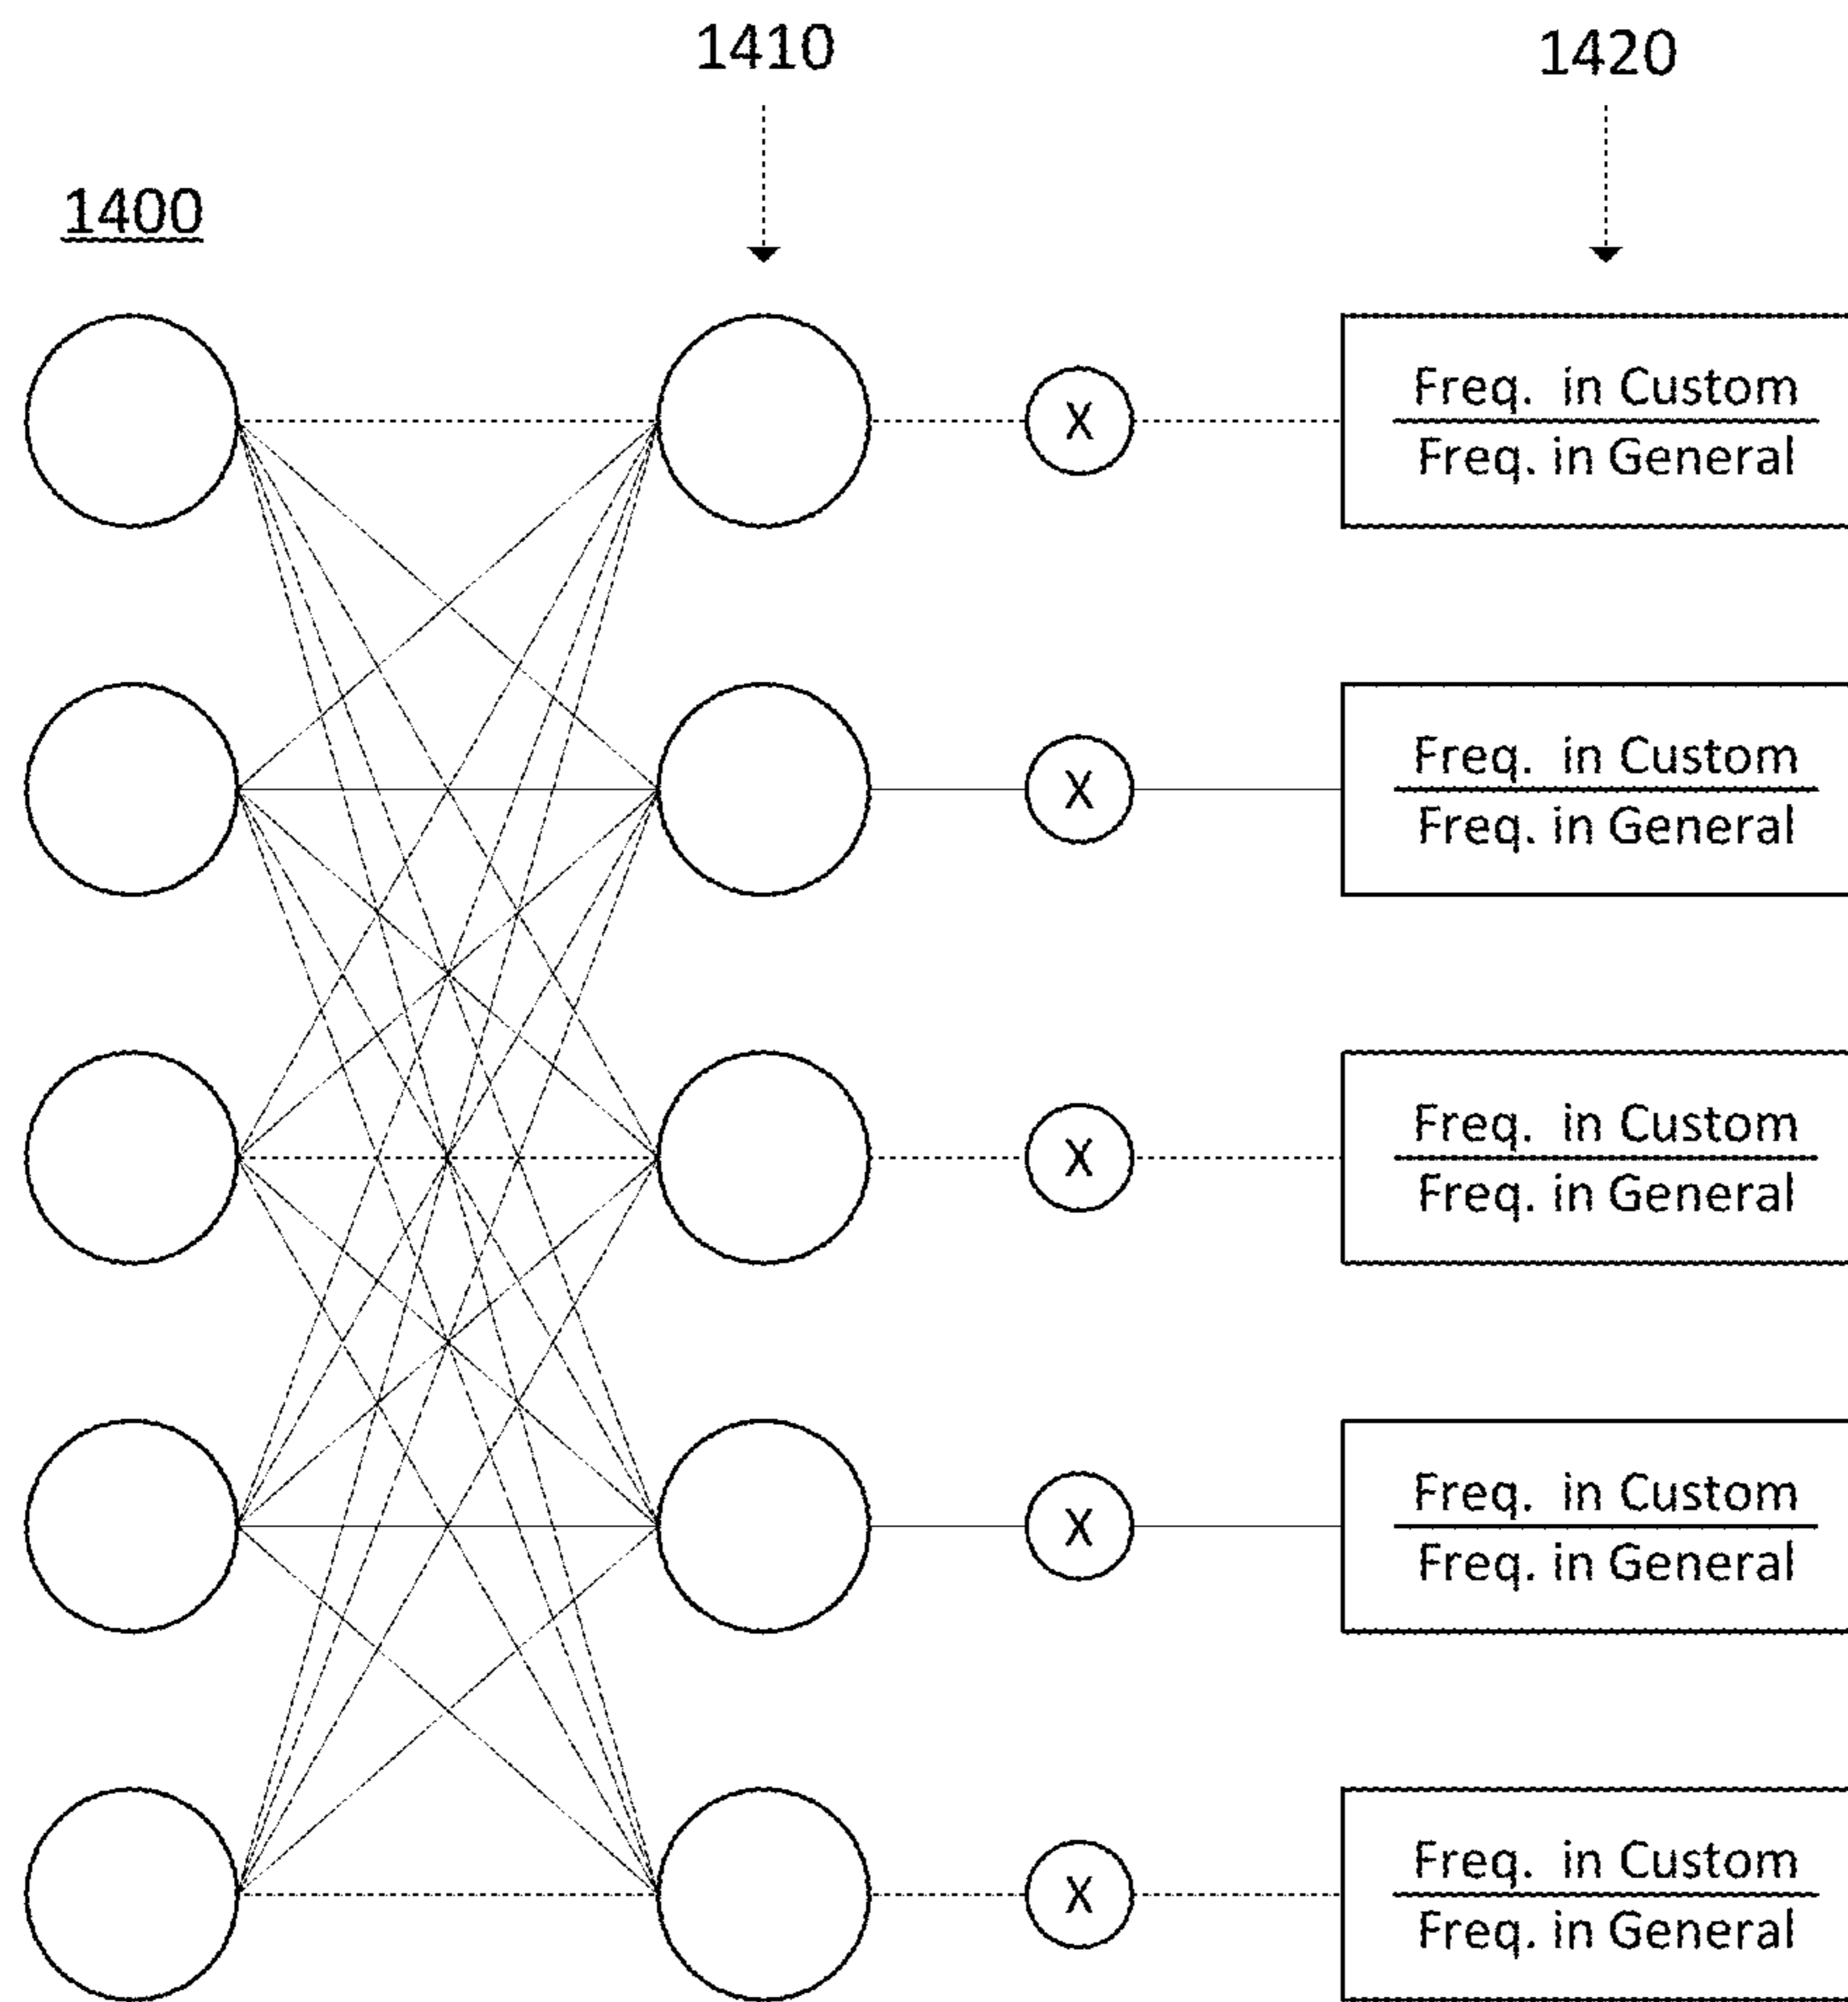 1410
1420
1400
Freq. in Custom
Freq. in General
X
Freq. in Custom
Freq. in General
X
Freq. in Custom
Freq. in General
X
Freq. in Custom
Freq. in General
X
Freq. in Custom
Freq. in General
X